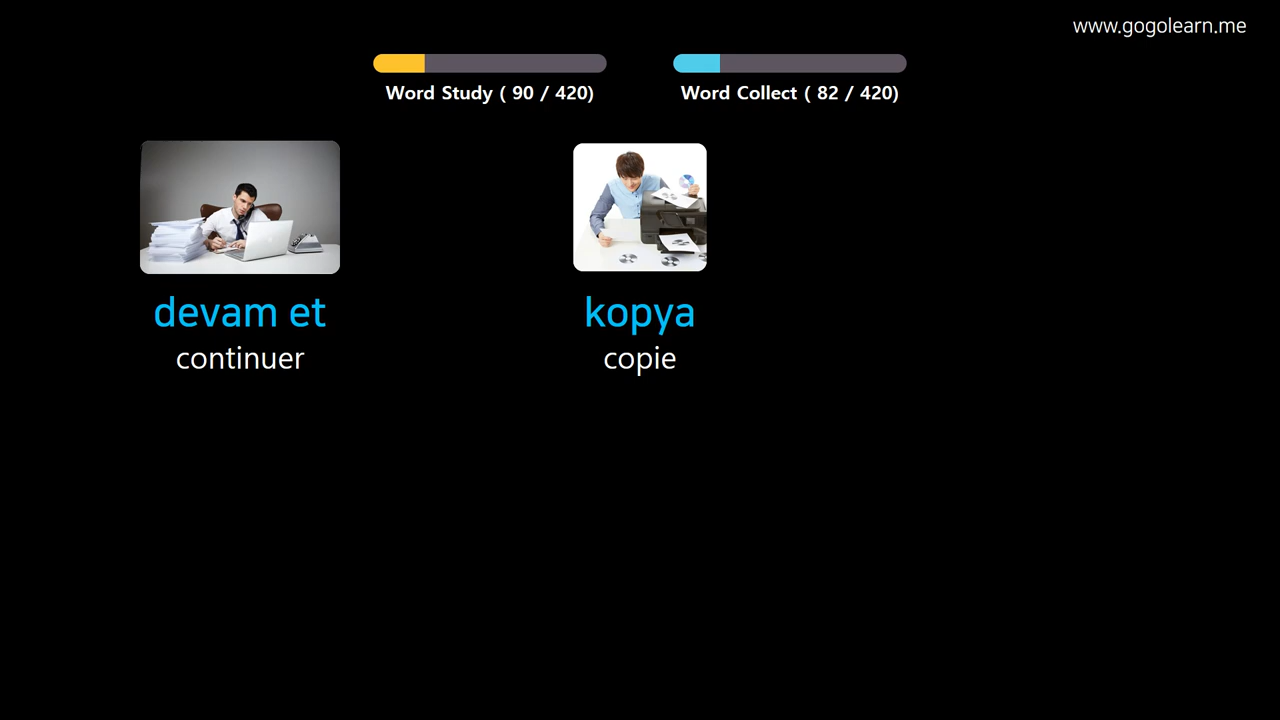 www.gogolearn.me
Word Study ( 90 / 420)
Word Collect ( 82 / 420)
devam et
continuer
kopya
copie